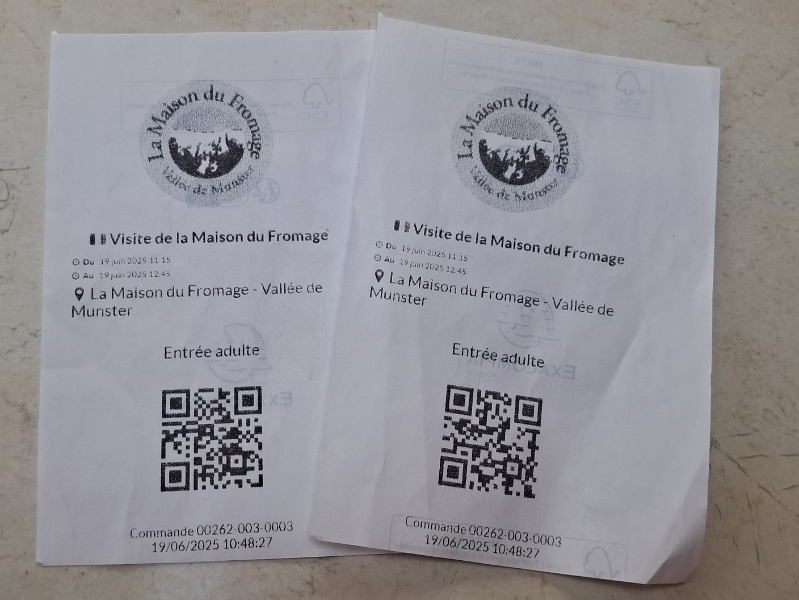 La Maison du Fromage
Vallée de Munster
Visite de la Maison du Fromage
Du 19 juin 2025 11:15
Au 19 juin 2025 12:45
La Maison du Fromage - Vallée de
Munster
Entrée adulte
Commande 00262-003-0003
19/06/2025 10:48:27
La Maison du Fromage
Vallée de Munster
Visite de la Maison du Fromage
Du 19 juin 2025 11:15
Au 19 juin 2025 12:45
La Maison du Fromage - Vallée de
Munster
Entrée adulte
Commande 00262-003-0003
19/06/2025 10:48:27